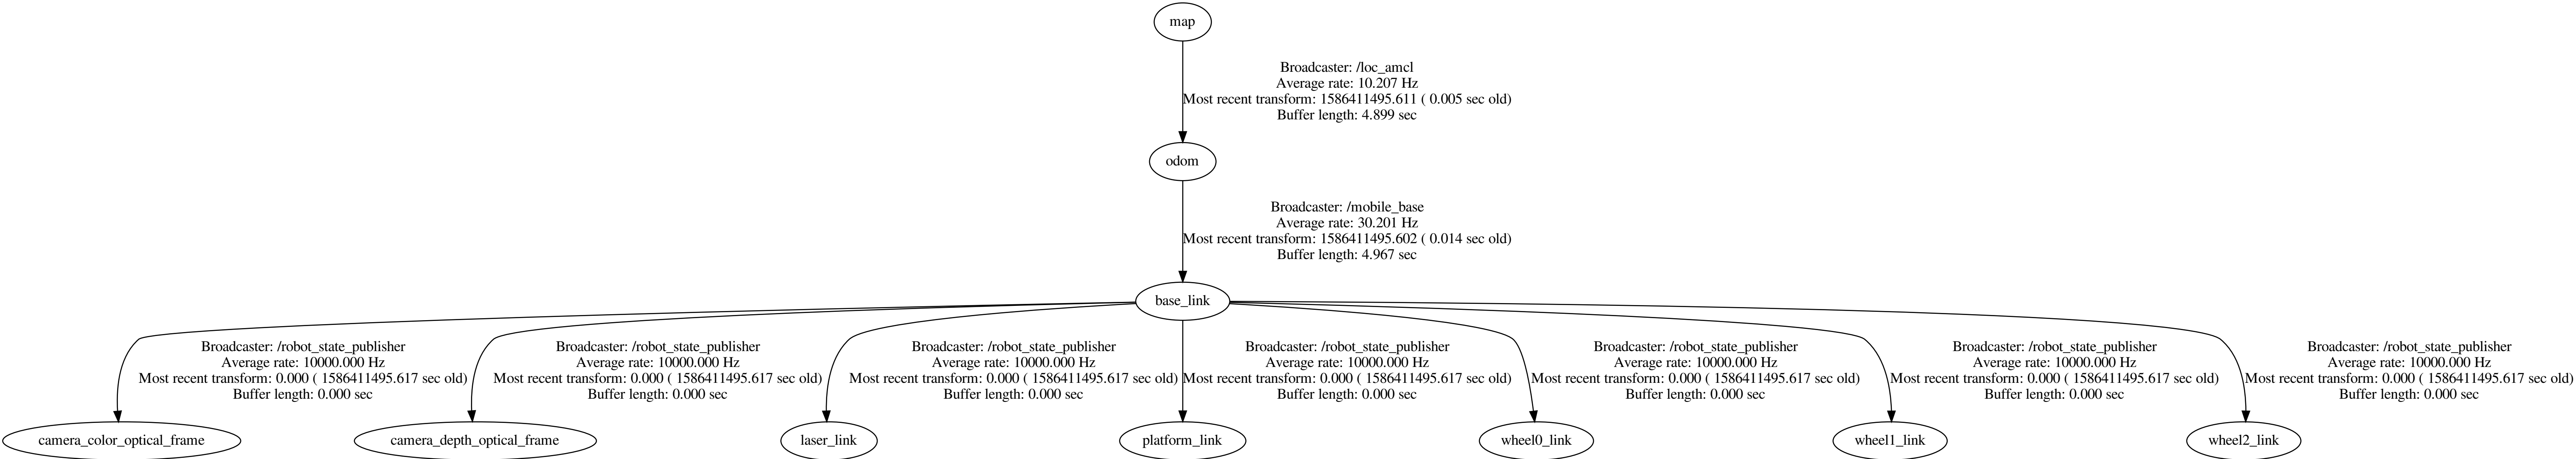 map
Broadcaster: /loc_amcl
Average rate: 10.207 Hz
Most recent transform: 1586411495.611 ( 0.005 sec old)
Buffer length: 4.899 sec
odom
Broadcaster: /mobile_base
Average rate: 30.201 Hz
Most recent transform: 1586411495.602 ( 0.014 sec old)
Buffer length: 4.967 sec
base_link
Broadcaster: /robot_state_publisher
Average rate: 10000.000 Hz
Most recent transform: 0.000 ( 1586411495.617 sec old)
Buffer length: 0.000 sec
Broadcaster: /robot_state_publisher
Average rate: 10000.000 Hz
Most recent transform: 0.000 ( 1586411495.617 sec old)
Buffer length: 0.000 sec
Broadcaster: /robot_state_publisher
Average rate: 10000.000 Hz
Most recent transform: 0.000 ( 1586411495.617 sec old)
Buffer length: 0.000 sec
Broadcaster: /robot_state_publisher
Average rate: 10000.000 Hz
Most recent transform: 0.000 ( 1586411495.617 sec old)
Buffer length: 0.000 sec
Broadcaster: /robot_state_publisher
Average rate: 10000.000 Hz
Most recent transform: 0.000 ( 1586411495.617 sec old)
Buffer length: 0.000 sec
Broadcaster: /robot_state_publisher
Average rate: 10000.000 Hz
Most recent transform: 0.000 ( 1586411495.617 sec old)
Buffer length: 0.000 sec
Broadcaster: /robot_state_publisher
Average rate: 10000.000 Hz
Most recent transform: 0.000 ( 1586411495.617 sec old)
Buffer length: 0.000 sec
camera_color_optical_frame
camera_depth_optical_frame
laser_link
platform_link
wheel0_link
wheel1_link
wheel2_link